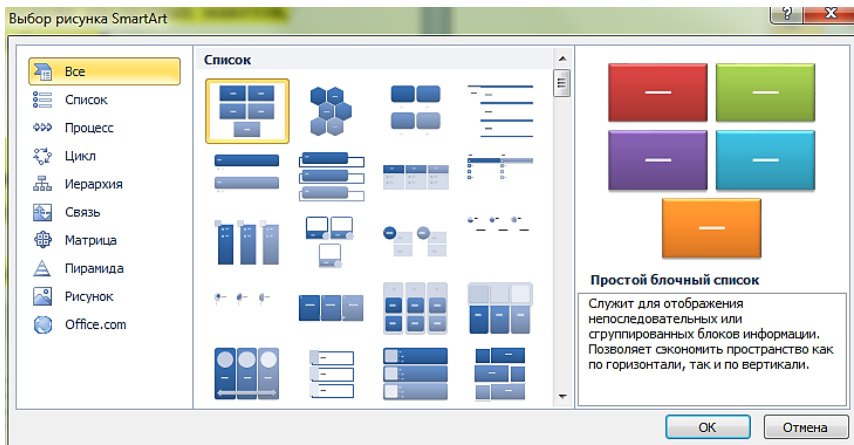 Выбор рисунка SmartArt
Все
Список
Процесс
Цикл
Иерархия
Связь
Матрица
Пирамида
Рисунок
Office.com
Список
Простой блочный список
Служит для отображения
непоследовательных или
сгруппированных блоков информации.
Позволяет сэкономить пространство как
по горизонтали, так и по вертикали.
ОК
Отмена